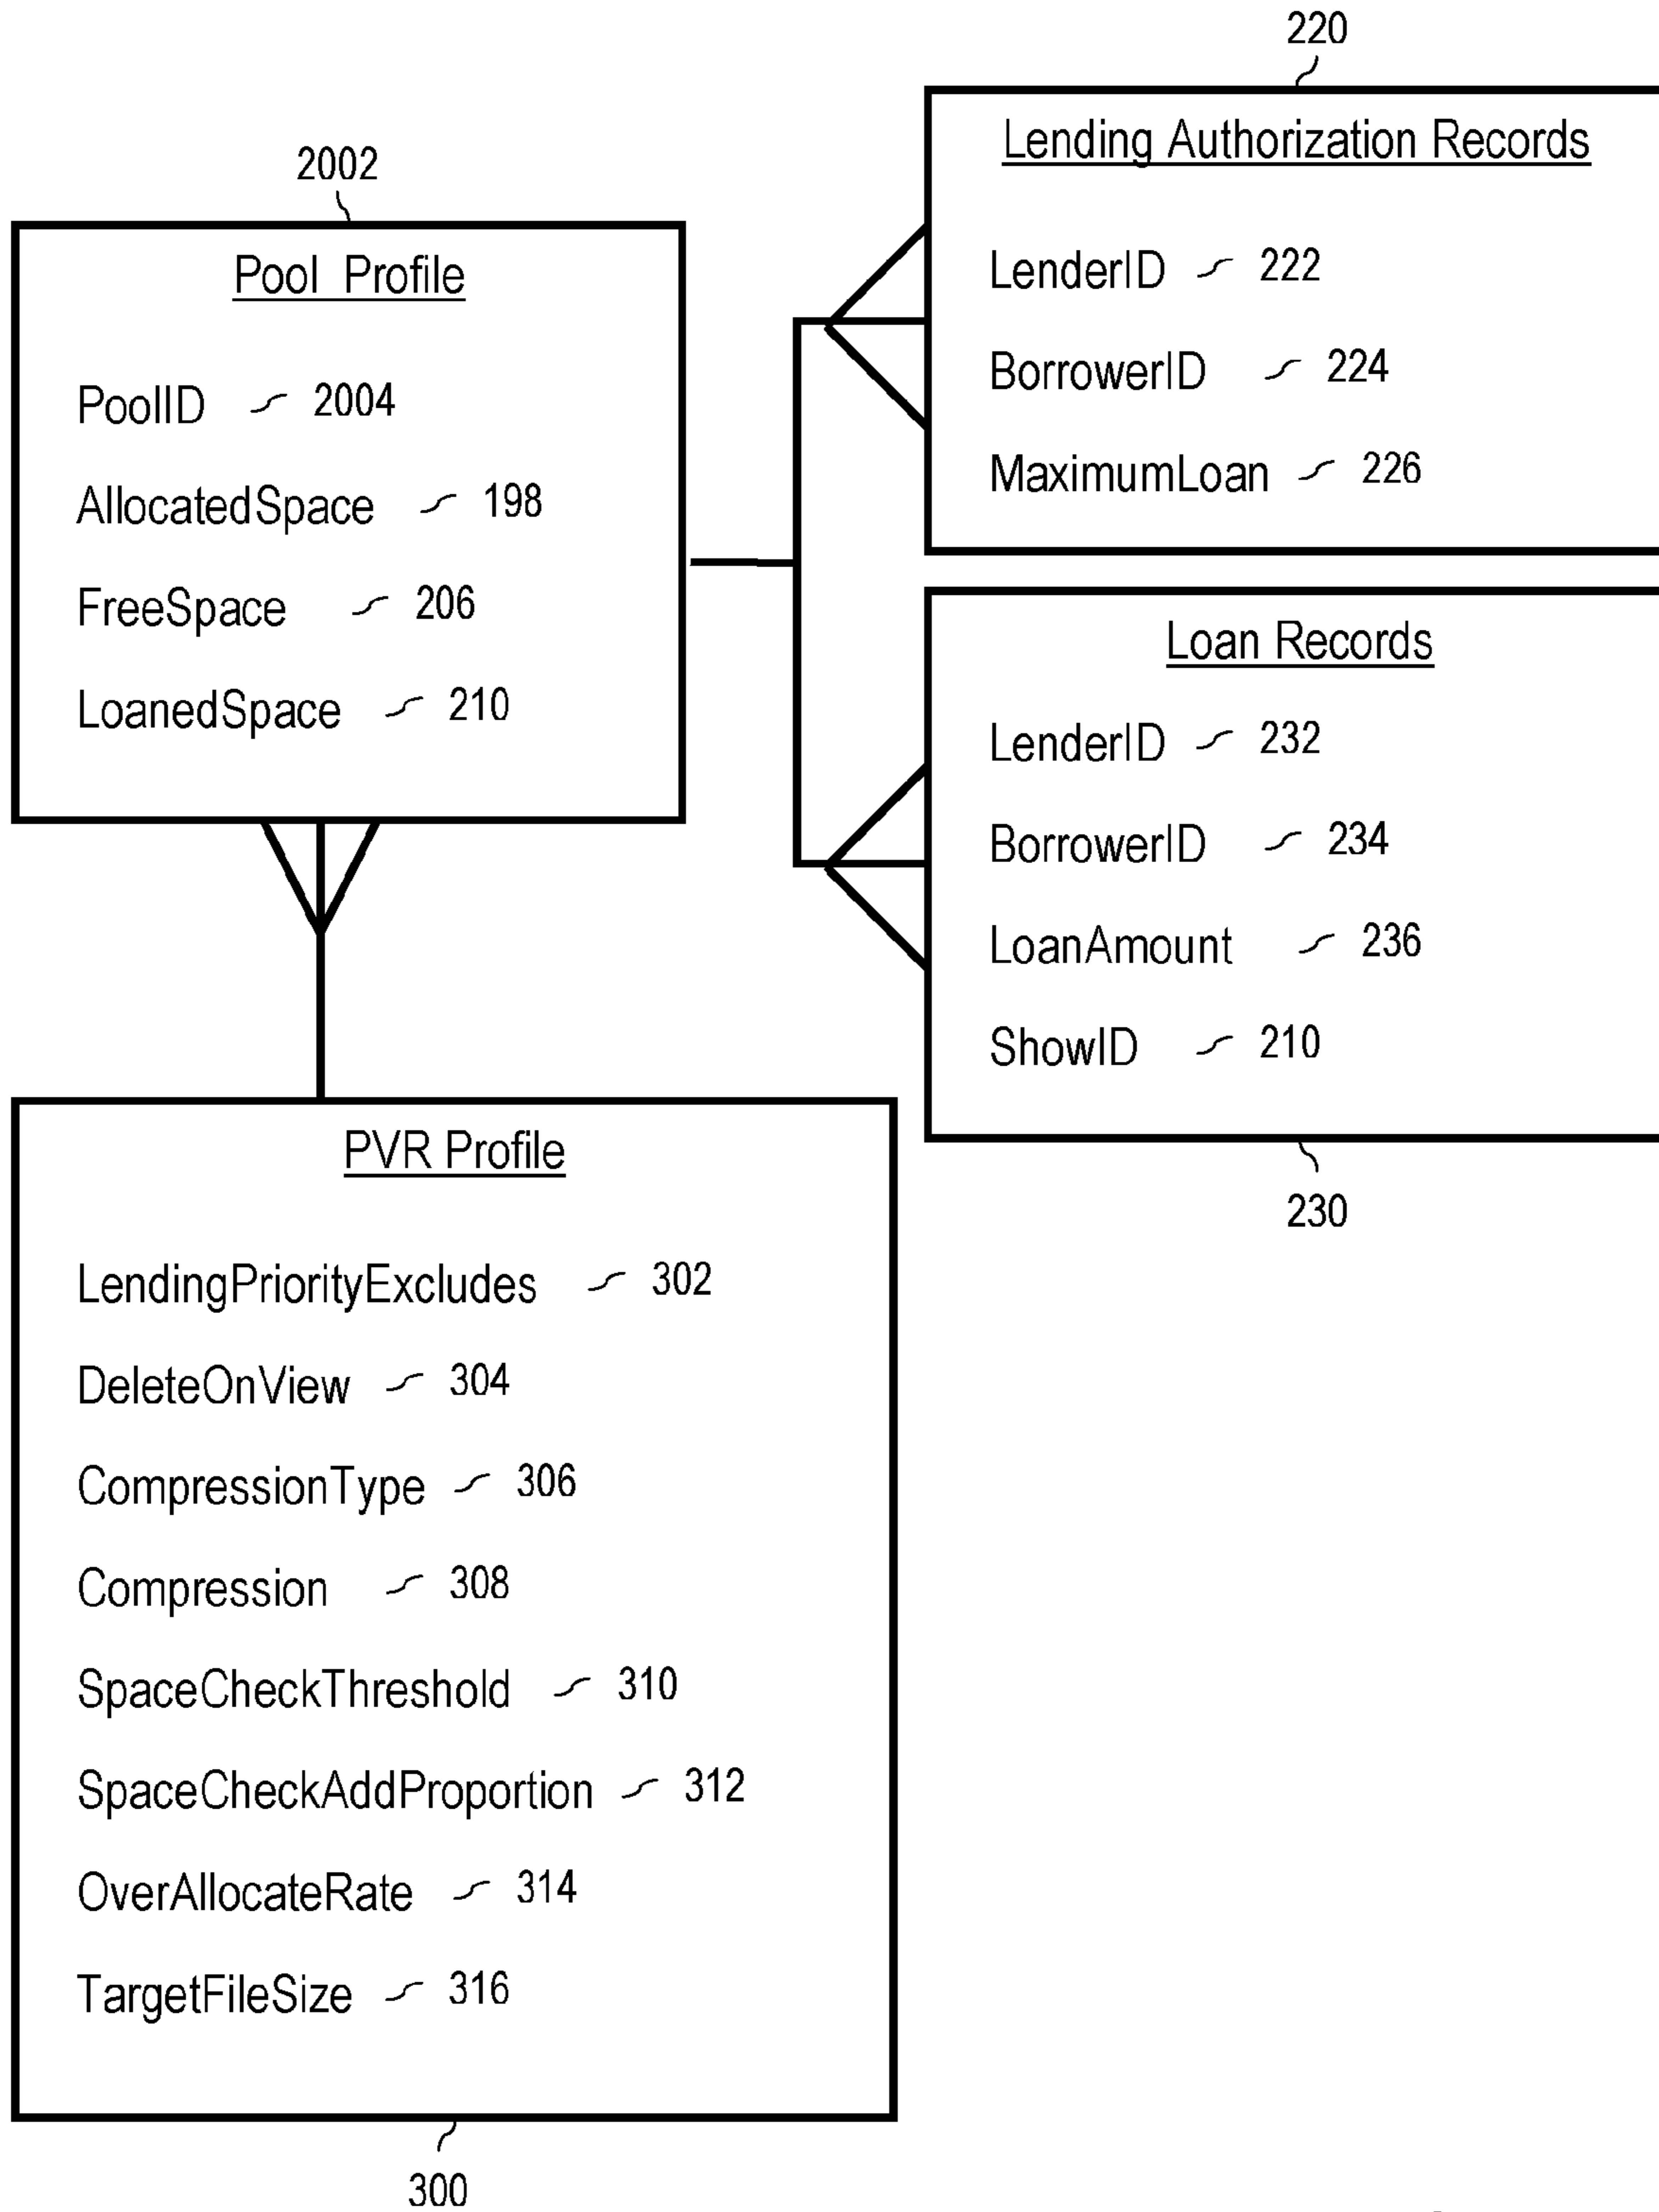 2002
Pool Profile
PoolID 2004
AllocatedSpace 198
FreeSpace 206
LoanedSpace 210
220
Lending Authorization Records
LenderID 222
BorrowerID 224
MaximumLoan 226
Loan Records
LenderID 232
BorrowerID 234
LoanAmount 236
ShowID 210
230
PVR Profile
LendingPriorityExcludes 302
DeleteOnView 304
CompressionType 306
Compression 308
SpaceCheckThreshold 310
SpaceCheckAddProportion 312
OverAllocateRate 314
TargetFileSize 316
300